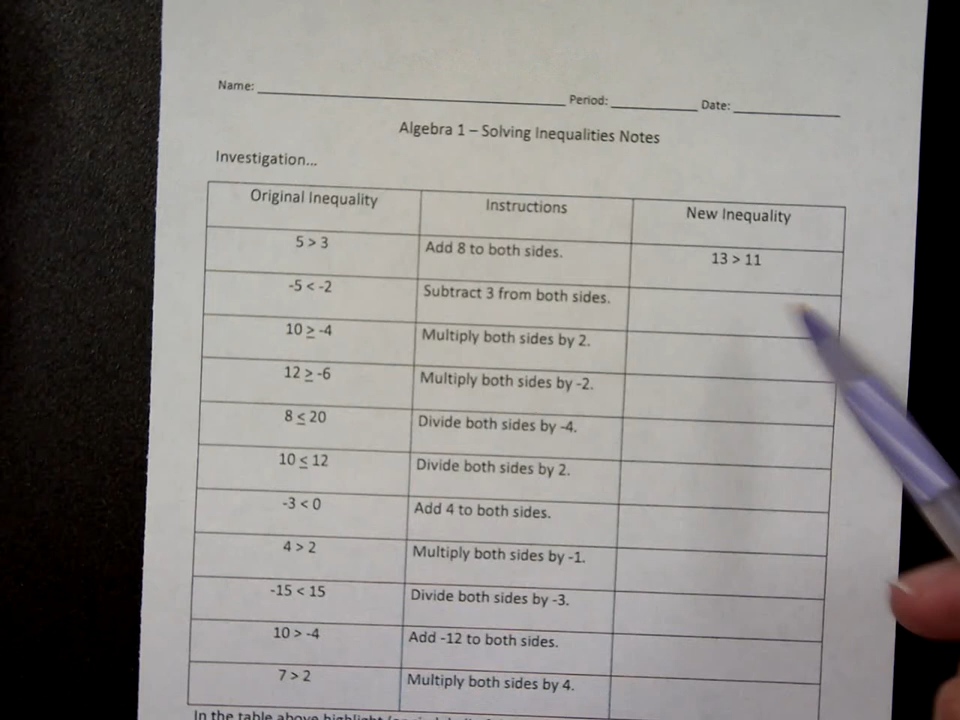 Name: ____________ Period: ________ Date: ________
Algebra 1 – Solving Inequalities Notes
Investigation...
Original Inequality Instructions New Inequality
5 > 3 Add 8 to both sides. 13 > 11
-5 < -2 Subtract 3 from both sides.
10 ≥ -4 Multiply both sides by 2.
12 ≥ -6 Multiply both sides by -2.
8 ≤ 20 Divide both sides by -4.
10 ≤ 12 Divide both sides by 2.
-3 < 0 Add 4 to both sides.
4 > 2 Multiply both sides by -1.
-15 < 15 Divide both sides by -3.
10 > -4 Add -12 to both sides.
7 > 2 Multiply both sides by 4.
In the table above highlight